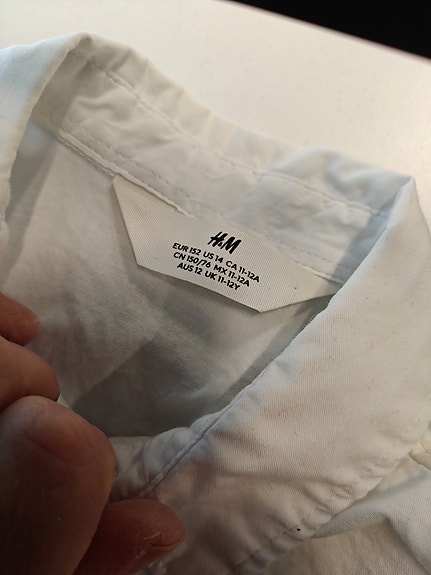 H&M
EUR 152 US 14 CA 11-12A
CN 150/76 MX 11-12A
AUS 12 UK 11-12Y